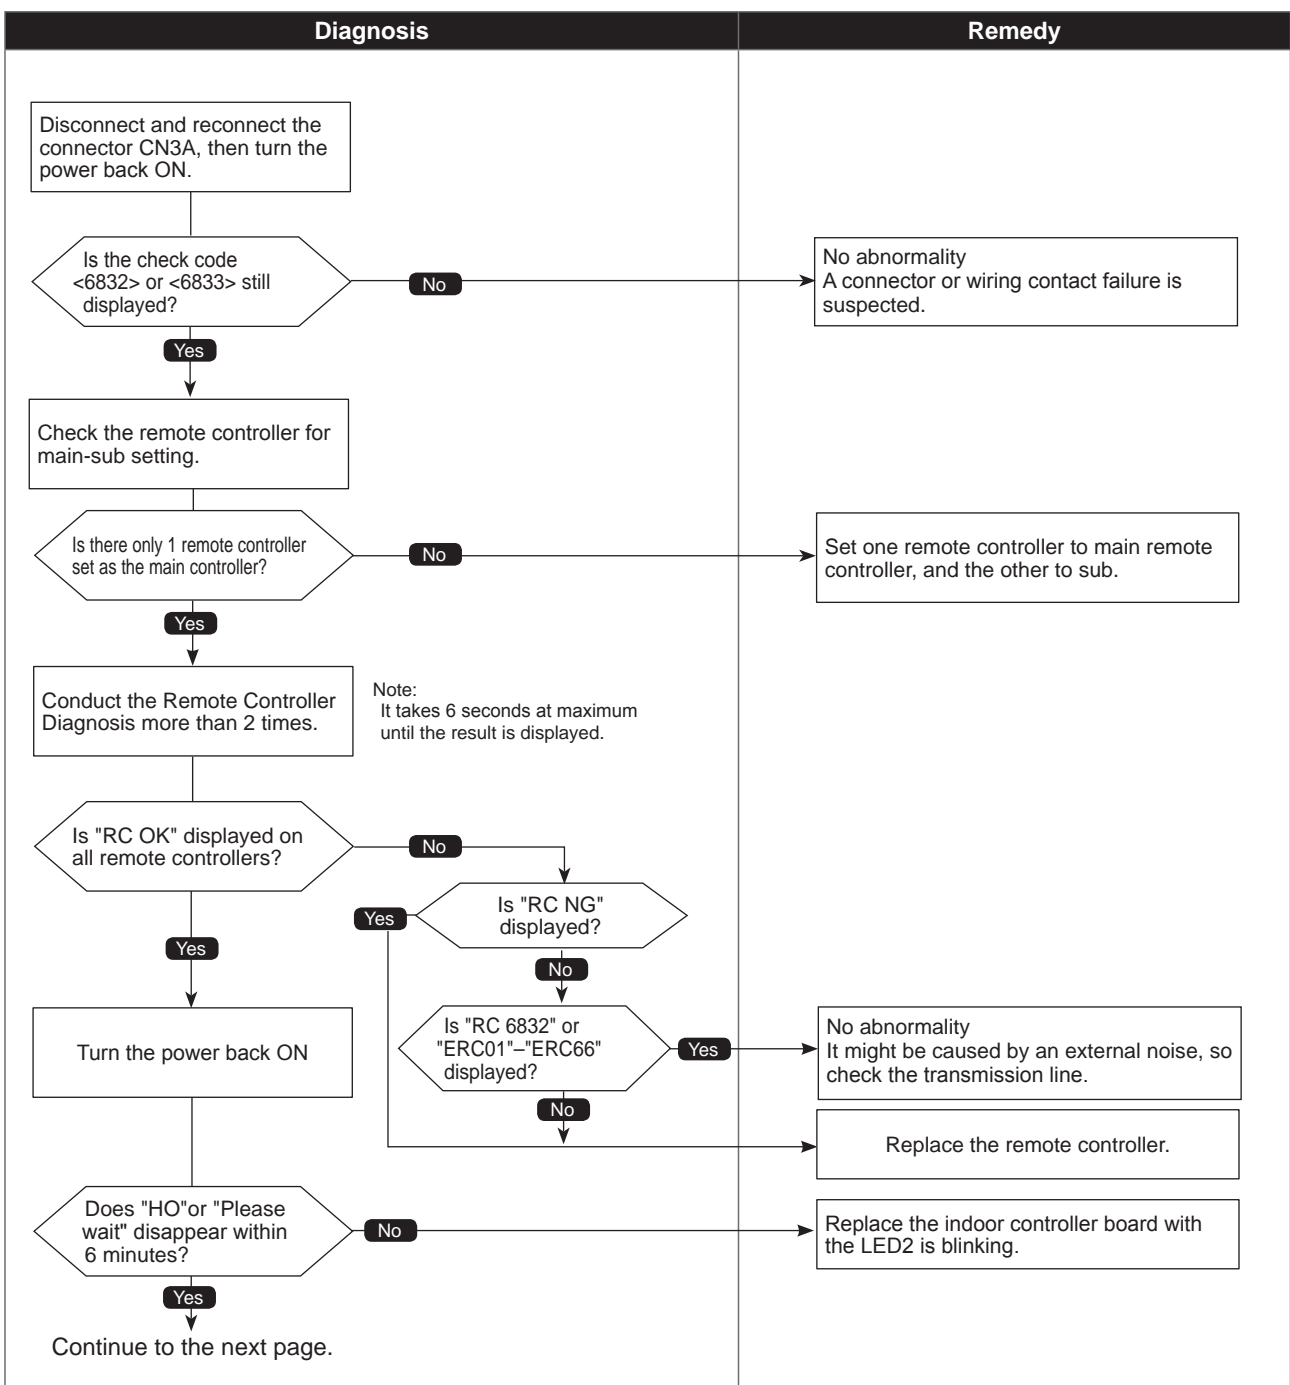 Diagnosis
Remedy
Disconnect and reconnect the
connector CN3A, then turn the
power back ON.
Is the check code
<6832> or <6833> still
displayed?
No
No abnormality
A connector or wiring contact failure is
suspected.
Yes
Check the remote controller for
main-sub setting.
Is there only 1 remote controller
set as the main controller?
No
Set one remote controller to main remote
controller, and the other to sub.
Yes
Conduct the Remote Controller
Diagnosis more than 2 times.
Note:
It takes 6 seconds at maximum
until the result is displayed.
Is "RC OK" displayed on
all remote controllers?
No
Is "RC NG"
displayed?
Yes
Yes
No
Turn the power back ON
Is "RC 6832" or
"ERC01"–"ERC66"
displayed?
Yes
No abnormality
It might be caused by an external noise, so
check the transmission line.
No
Replace the remote controller.
Does "HO"or "Please
wait" disappear within
6 minutes?
No
Replace the indoor controller board with
the LED2 is blinking.
Yes
Continue to the next page.